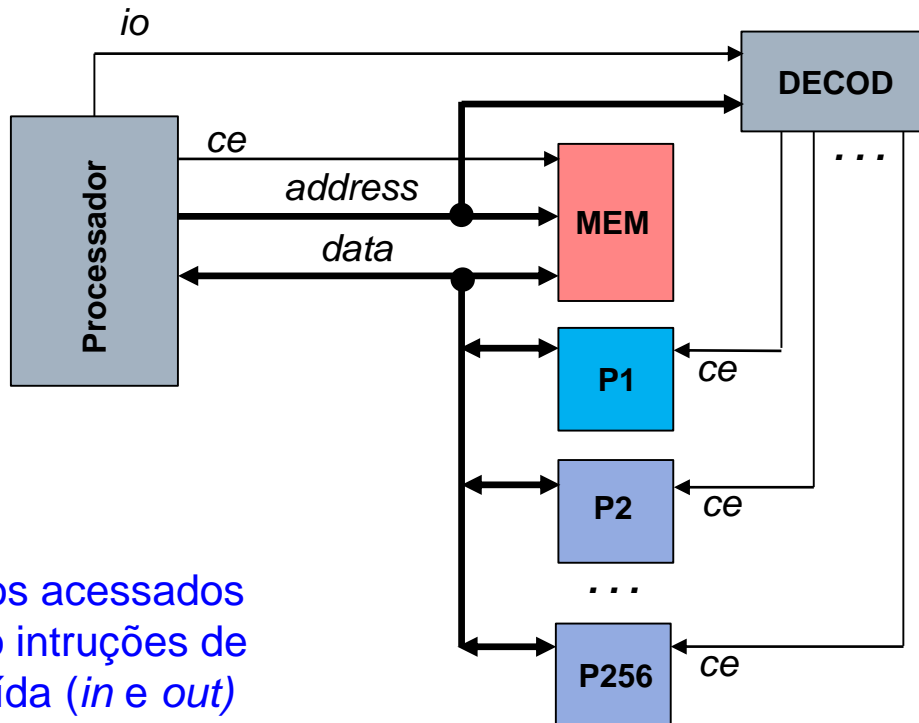 io
DECOD
ce
. . .
address
Processador
MEM
data
P1
ce
P2
ce
. . .
os acessados
intruções de
ída (in e out)
P256
ce